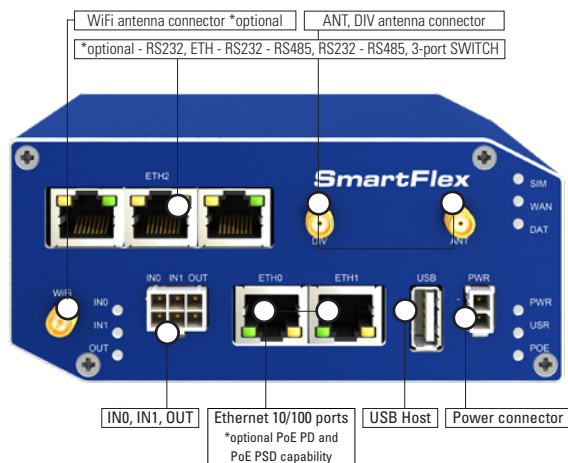 WiFi antenna connector *optional
ANT, DIV antenna connector
*optional - RS232, ETH - RS232 - RS485, RS232 - RS485, 3-port SWITCH
ETH2
SmartFlex
SIM
WAN
DAT
DIV
ANT
WiFi
IN0
IN1
OUT
IN0 IN1 OUT
ETH0
ETH1
USB
PWR
-
PWR
USR
POE
IN0, IN1, OUT
Ethernet 10/100 ports
*optional PoE PD and
PoE PSD capability
USB Host
Power connector